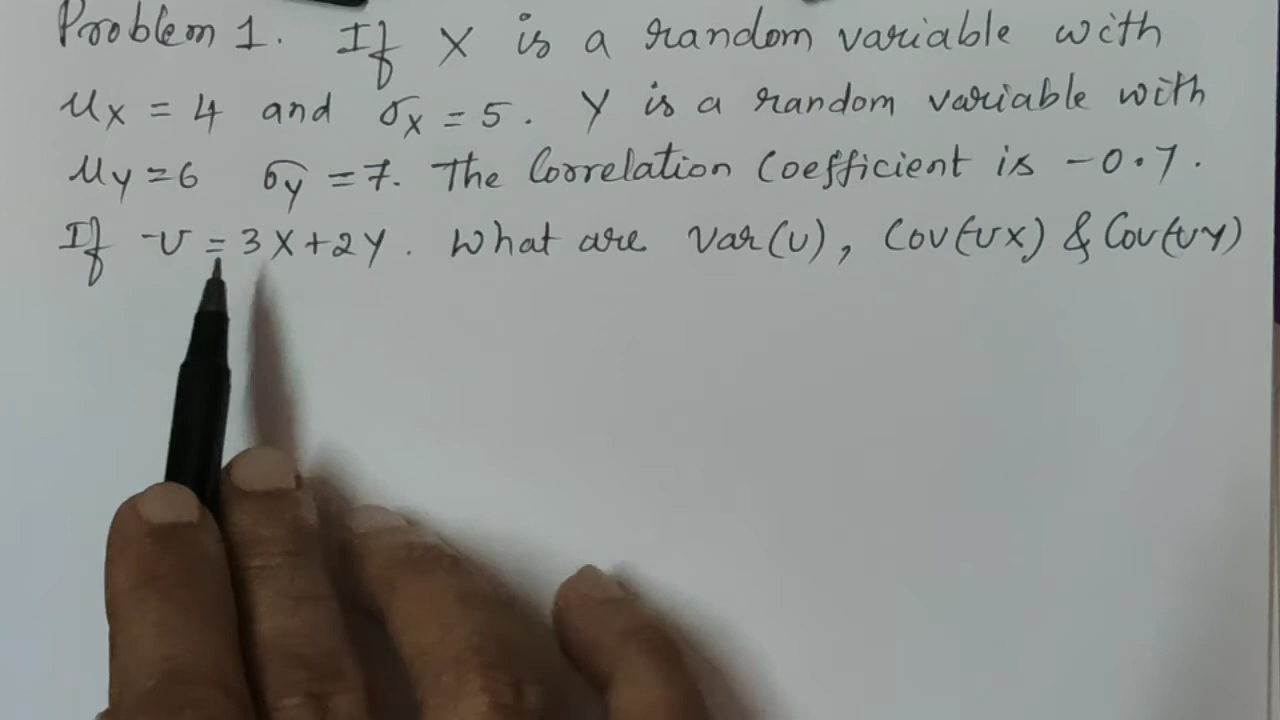 Problem 1. If X is a random variable with
μx = 4 and σx = 5. Y is a random variable with
μy = 6 σy = 7. The Correlation Coefficient is -0.7.
If U = 3X+2Y. What are Var(U), Cov(UX) & Cov(UY)